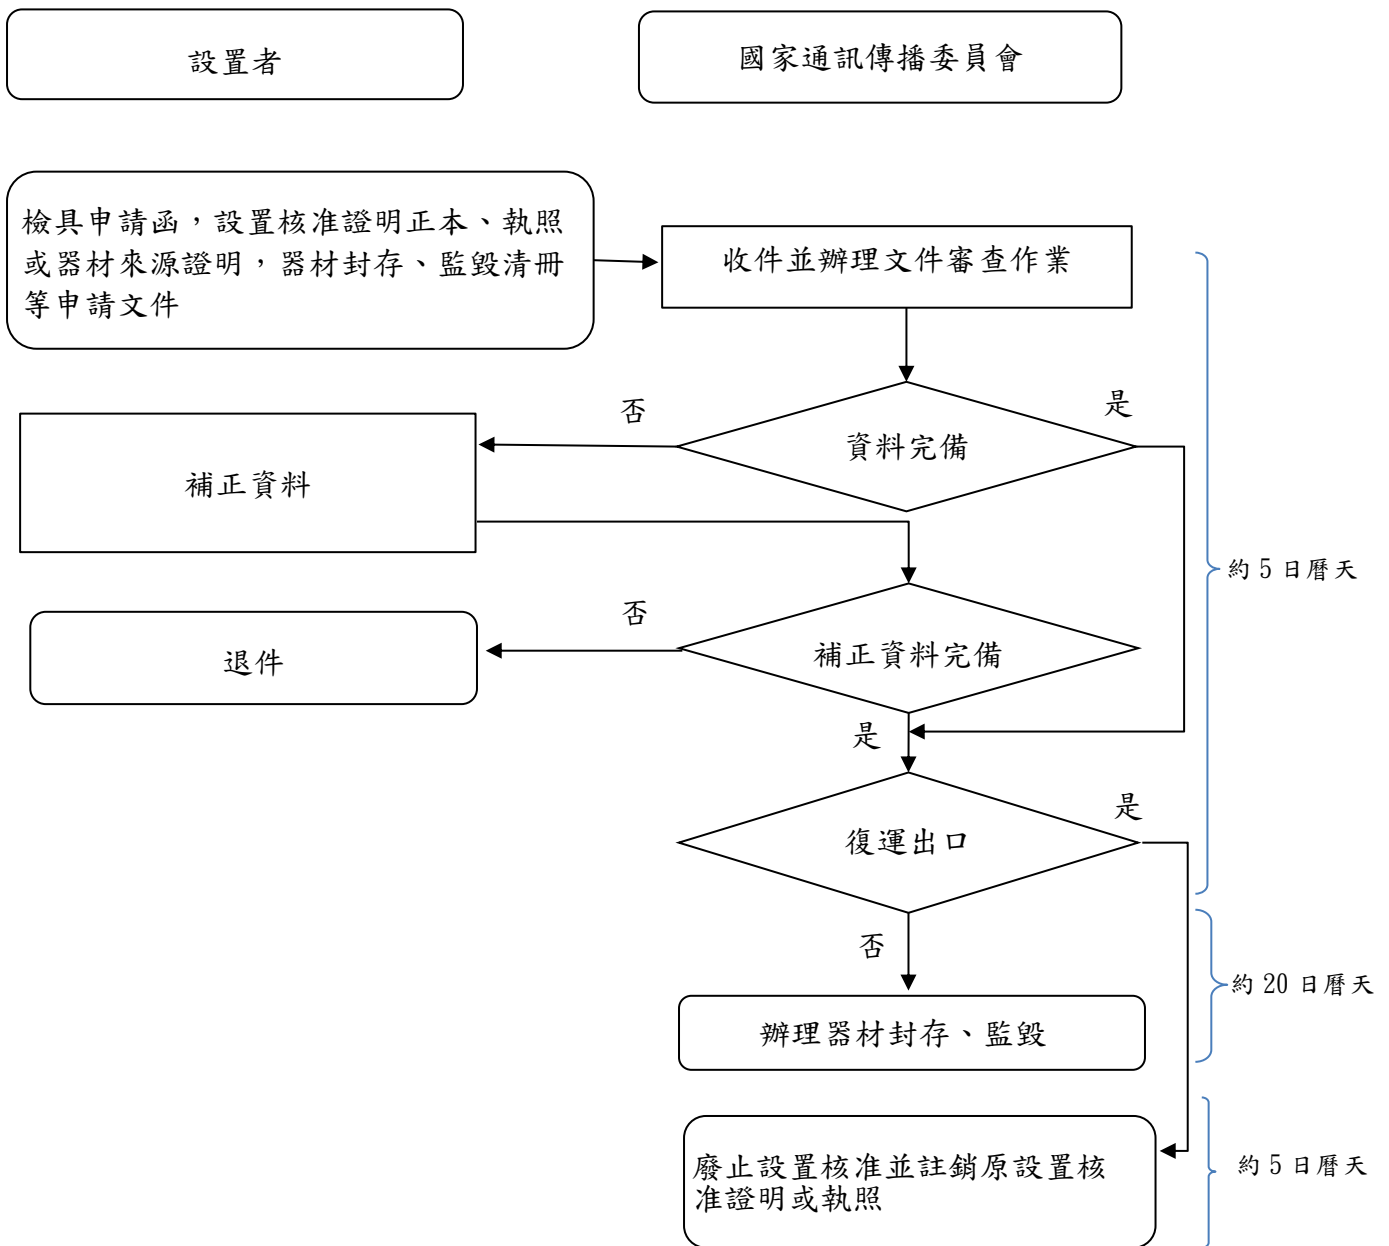 設置者
國家通訊傳播委員會
檢具申請函，設置核准證明正本、執照
或器材來源證明，器材封存、監毀清冊
等申請文件
收件並辦理文件審查作業
否
是
資料完備
補正資料
約 5 日曆天
否
補正資料完備
退件
是
是
復運出口
否
約 20 日曆天
辦理器材封存、監毀
約 5 日曆天
廢止設置核准並註銷原設置核
准證明或執照